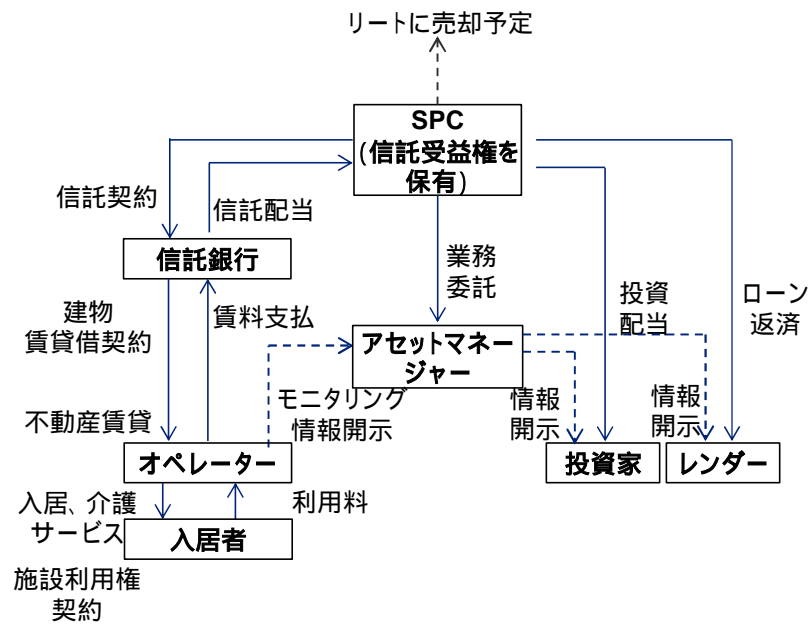 リートに売却予定
SPC
(信託受益権を
保有)
信託契約
信託配当
信託銀行
業務
委託
建物
賃貸借契約
賃料支払
投資
配当
ローン
返済
アセットマネー
ジャー
モニタリング
情報開示
情報
開示
情報
開示
不動産賃貸
オペレーター
投資家
レンダー
入居、介護
サービス
利用料
入居者
施設利用権
契約